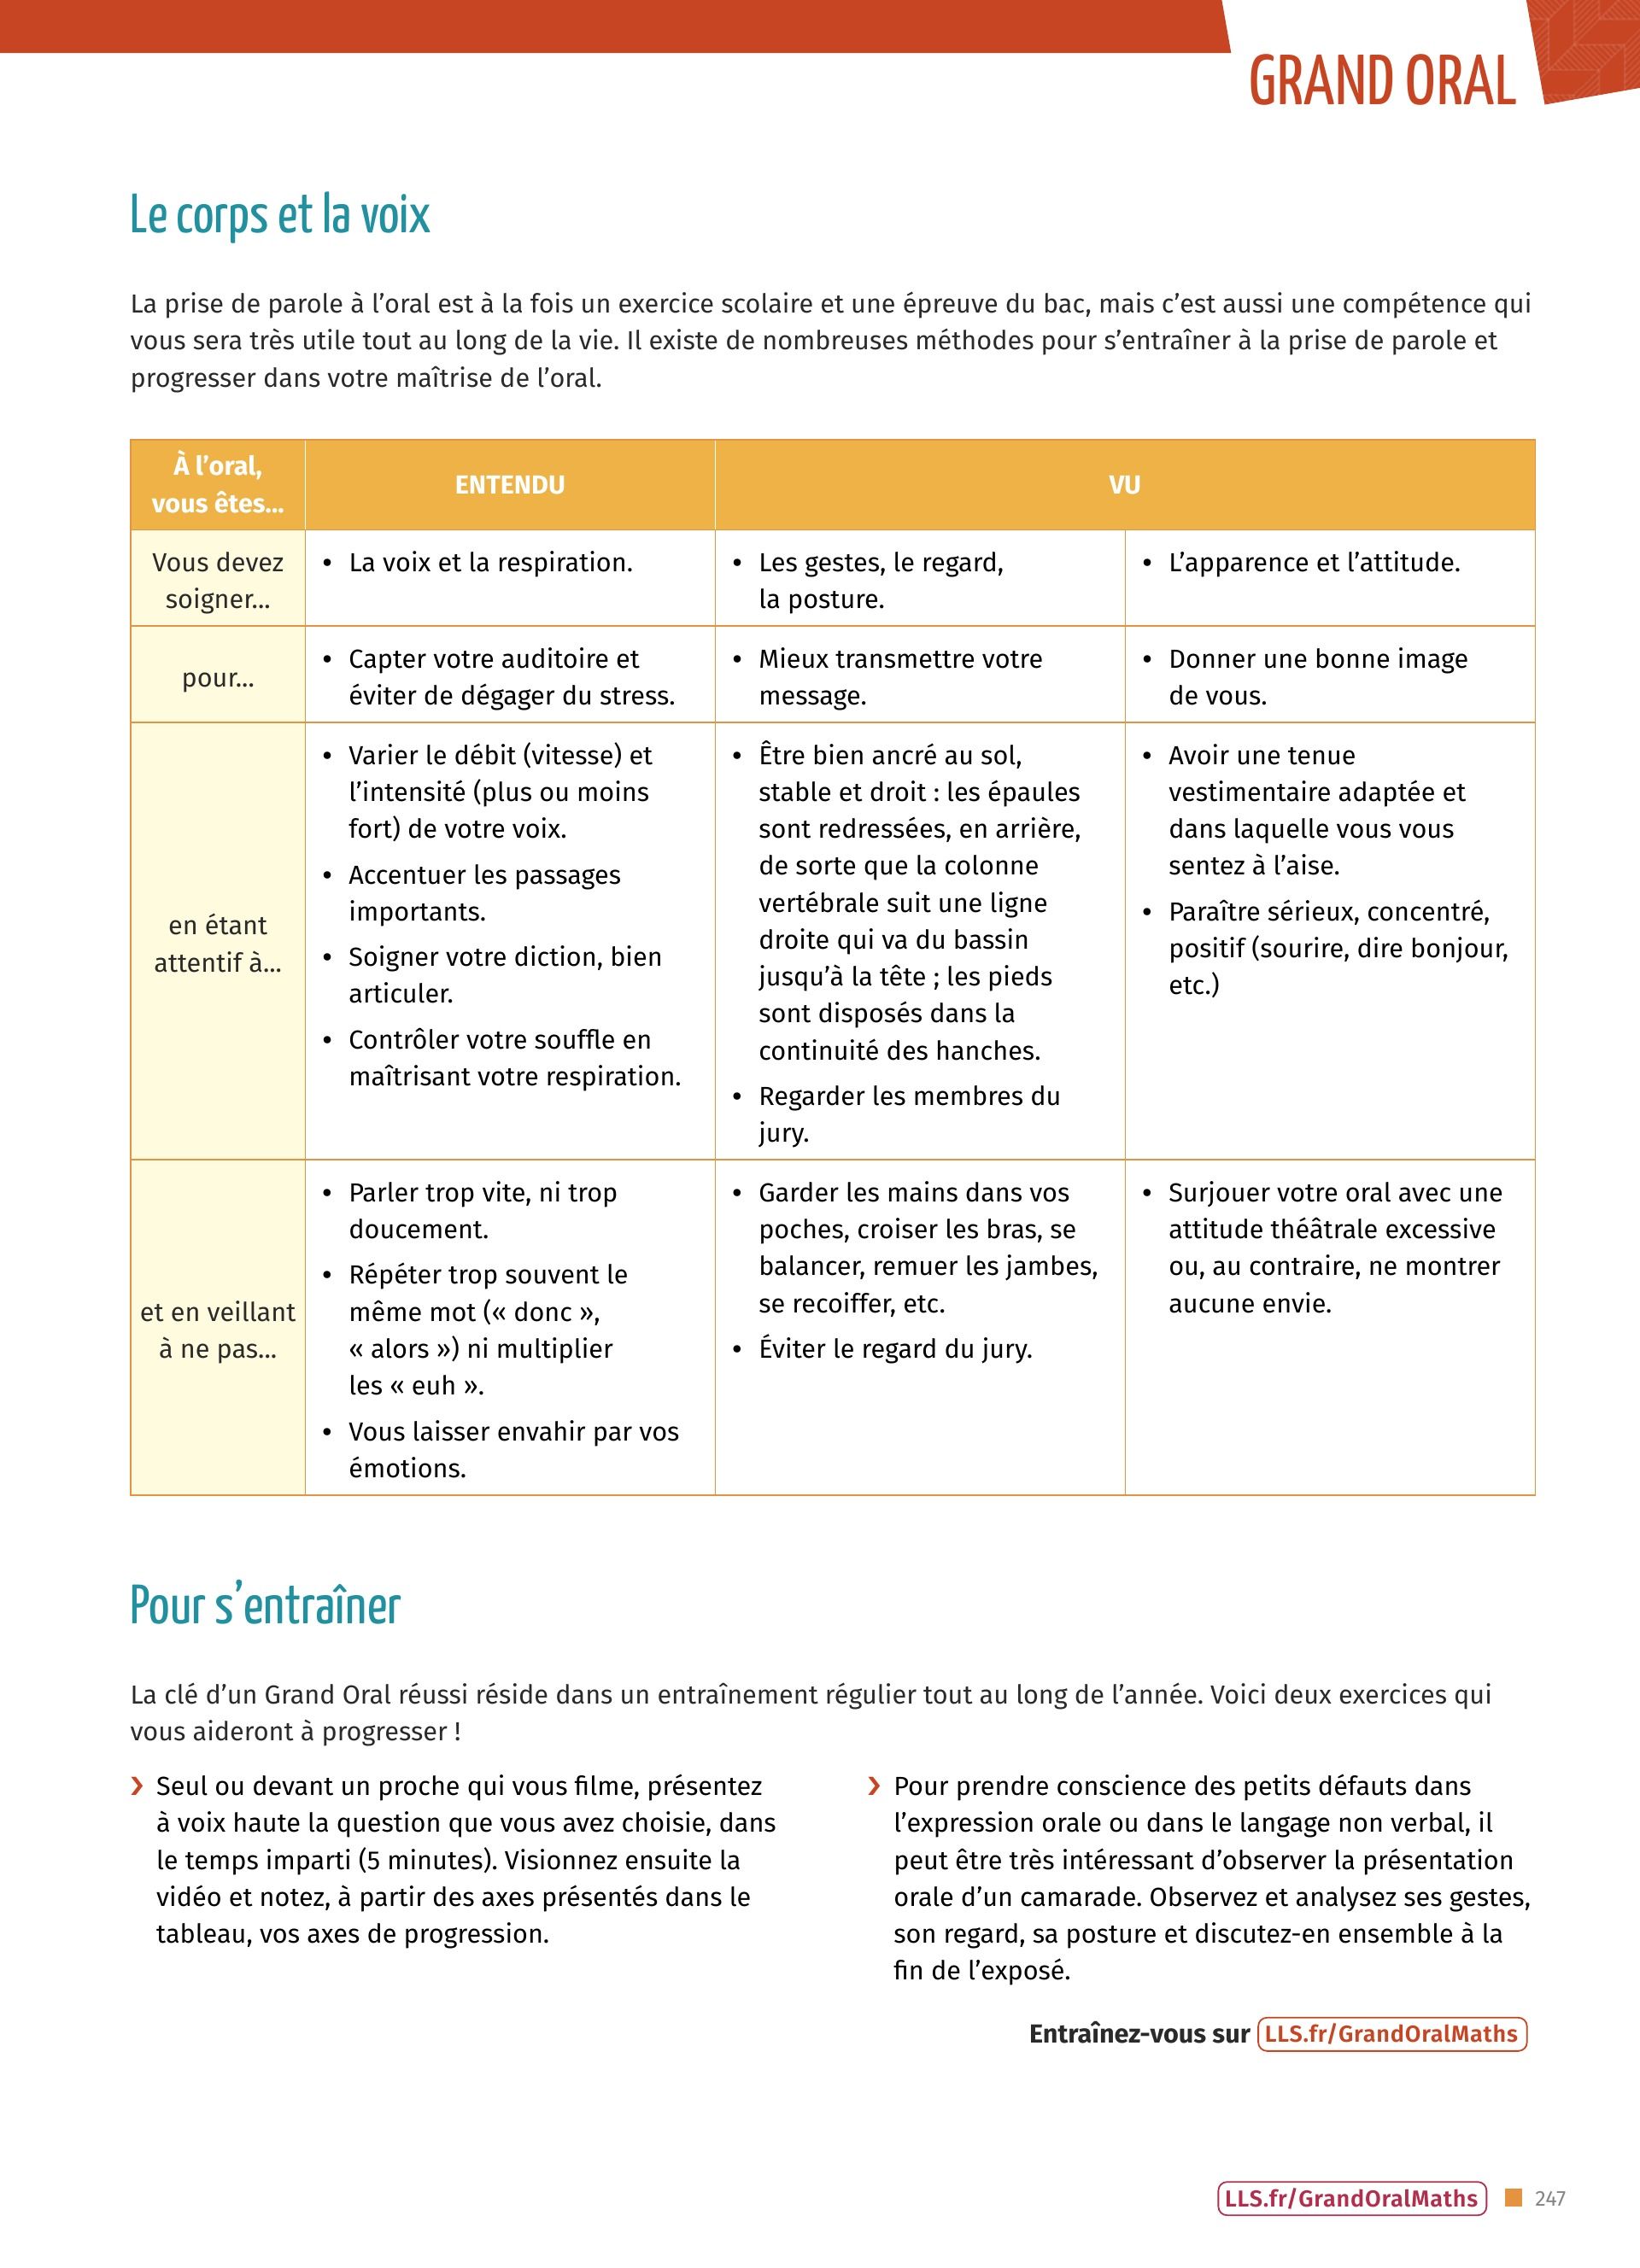 GRAND ORAL
Le corps et la voix
La prise de parole à l’oral est à la fois un exercice scolaire et une épreuve du bac, mais c’est aussi une compétence qui
vous sera très utile tout au long de la vie. Il existe de nombreuses méthodes pour s’entraîner à la prise de parole et
progresser dans votre maîtrise de l’oral.
À l’oral,
vous êtes...
ENTENDU
VU
Vous devez
soigner...
• La voix et la respiration.
• Les gestes, le regard,
la posture.
• L’apparence et l’attitude.
pour...
• Capter votre auditoire et
éviter de dégager du stress.
• Mieux transmettre votre
message.
• Donner une bonne image
de vous.
en étant
attentif à...
• Varier le débit (vitesse) et
l’intensité (plus ou moins
fort) de votre voix.
• Accentuer les passages
importants.
• Soigner votre diction, bien
articuler.
• Contrôler votre souffle en
maîtrisant votre respiration.
• Être bien ancré au sol,
stable et droit : les épaules
sont redressées, en arrière,
de sorte que la colonne
vertébrale suit une ligne
droite qui va du bassin
jusqu’à la tête ; les pieds
sont disposés dans la
continuité des hanches.
• Regarder les membres du
jury.
• Avoir une tenue
vestimentaire adaptée et
dans laquelle vous vous
sentez à l’aise.
• Paraître sérieux, concentré,
positif (sourire, dire bonjour,
etc.)
et en veillant
à ne pas...
• Parler trop vite, ni trop
doucement.
• Répéter trop souvent le
même mot (« donc »,
« alors ») ni multiplier
les « euh ».
• Vous laisser envahir par vos
émotions.
• Garder les mains dans vos
poches, croiser les bras, se
balancer, remuer les jambes,
se recoiffer, etc.
• Éviter le regard du jury.
• Surjouer votre oral avec une
attitude théâtrale excessive
ou, au contraire, ne montrer
aucune envie.
Pour s’entraîner
La clé d’un Grand Oral réussi réside dans un entraînement régulier tout au long de l’année. Voici deux exercices qui
vous aideront à progresser !
› Seul ou devant un proche qui vous filme, présentez
à voix haute la question que vous avez choisie, dans
le temps imparti (5 minutes). Visionnez ensuite la
vidéo et notez, à partir des axes présentés dans le
tableau, vos axes de progression.
› Pour prendre conscience des petits défauts dans
l’expression orale ou dans le langage non verbal, il
peut être très intéressant d’observer la présentation
orale d’un camarade. Observez et analysez ses gestes,
son regard, sa posture et discutez-en ensemble à la
fin de l’exposé.
Entraînez-vous sur LLS.fr/GrandOralMaths
LLS.fr/GrandOralMaths 247